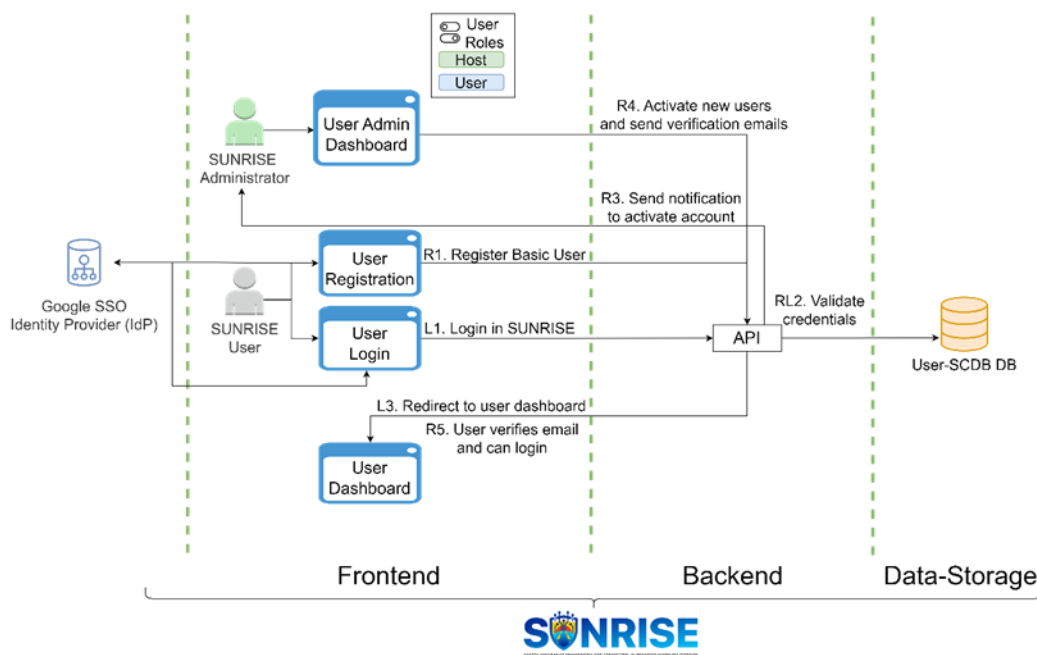 User
Roles
Host
User
User Admin
Dashboard
SUNRISE
Administrator
R4. Activate new users
and send verification emails
R3. Send notification
to activate account
User
Registration
R1. Register Basic User
Google SSO
Identity Provider (IdP)
SUNRISE
User
User
Login
L1. Login in SUNRISE
API
RL2. Validate
credentials
User-SCDB DB
L3. Redirect to user dashboard
R5. User verifies email
and can login
User
Dashboard
Frontend
Backend
Data-Storage
SUNRISE